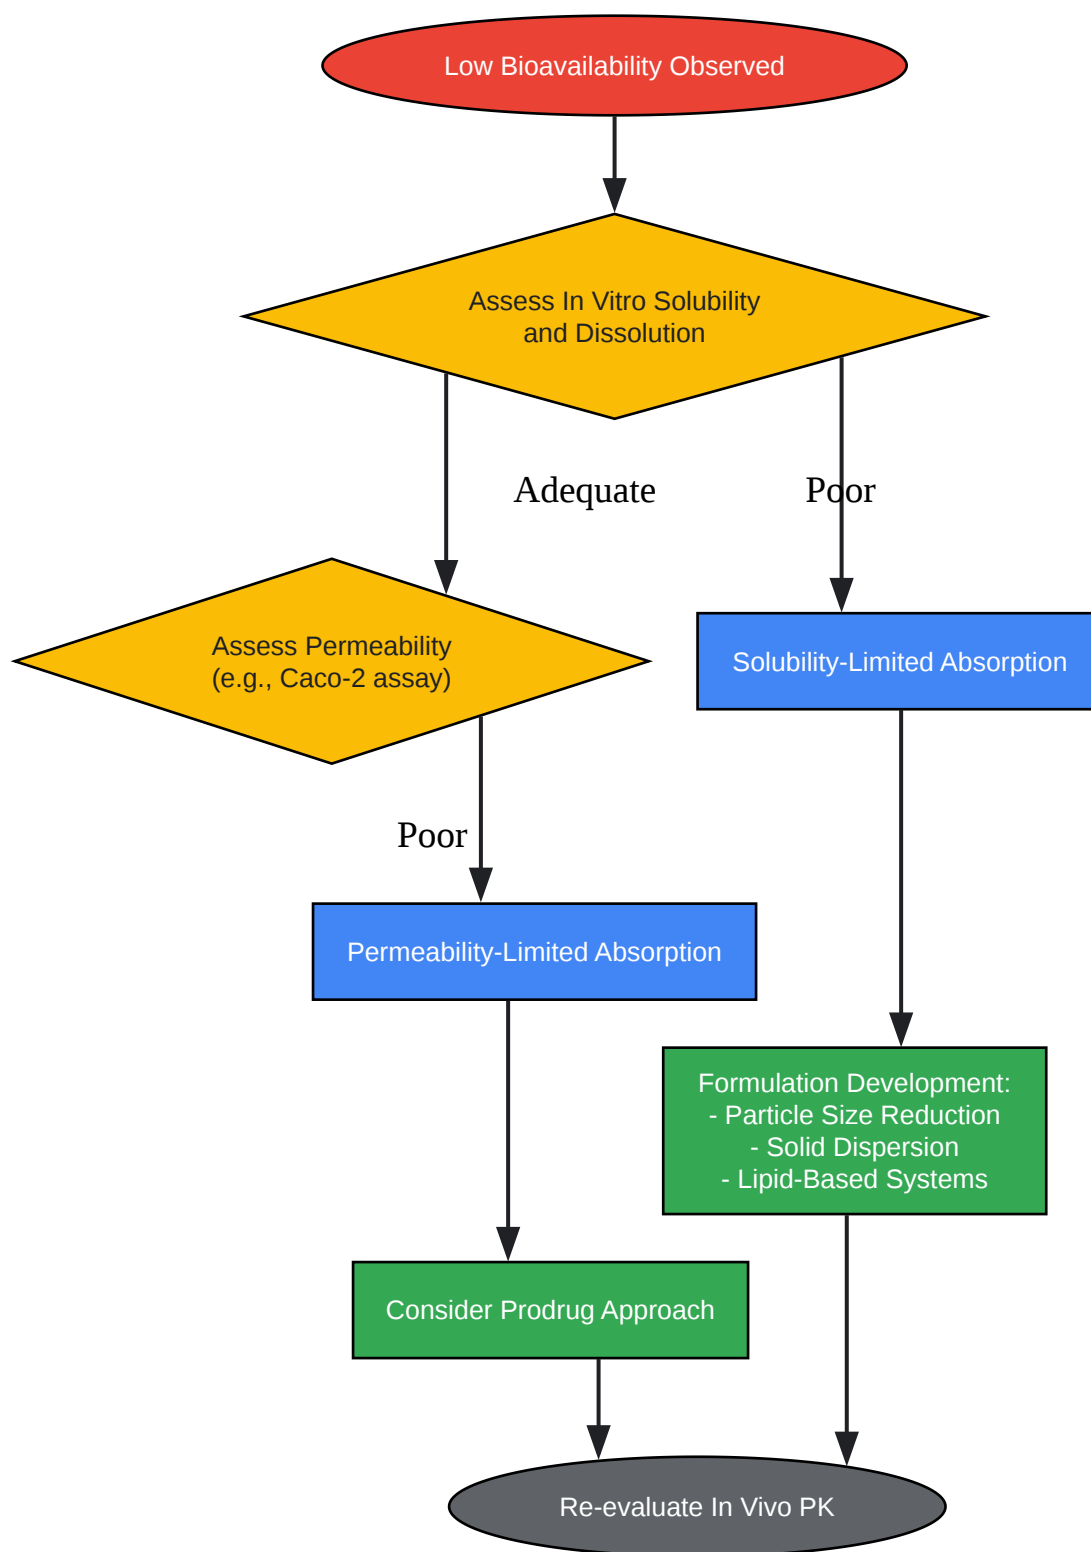 Low Bioavailability Observed
Assess In Vitro Solubility
and Dissolution
Adequate
Poor
Assess Permeability
(e.g., Caco-2 assay)
Solubility-Limited Absorption
Poor
Permeability-Limited Absorption
Formulation Development:
- Particle Size Reduction
- Solid Dispersion
- Lipid-Based Systems
Consider Prodrug Approach
Re-evaluate In Vivo PK